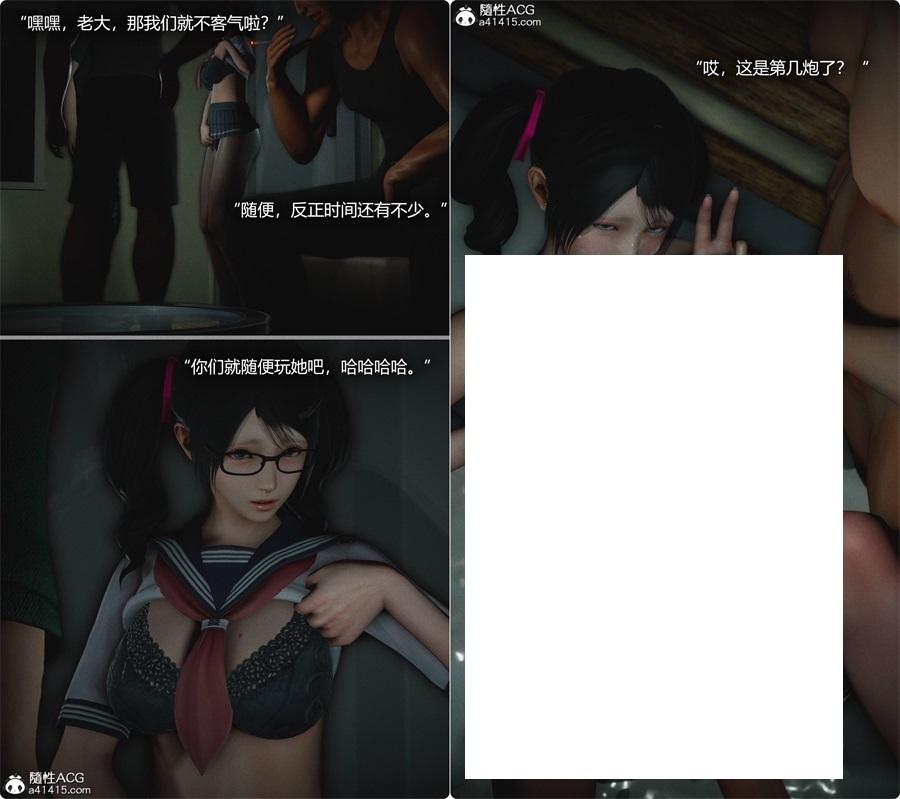 “嘿嘿，老大，那我们就不客气啦？”
“随便，反正时间还有不少。”
“你们就随便玩她吧，哈哈哈哈。”
隨性ACG
a41415.com
隨性ACG
a41415.com
“哎，这是第几炮了？ “